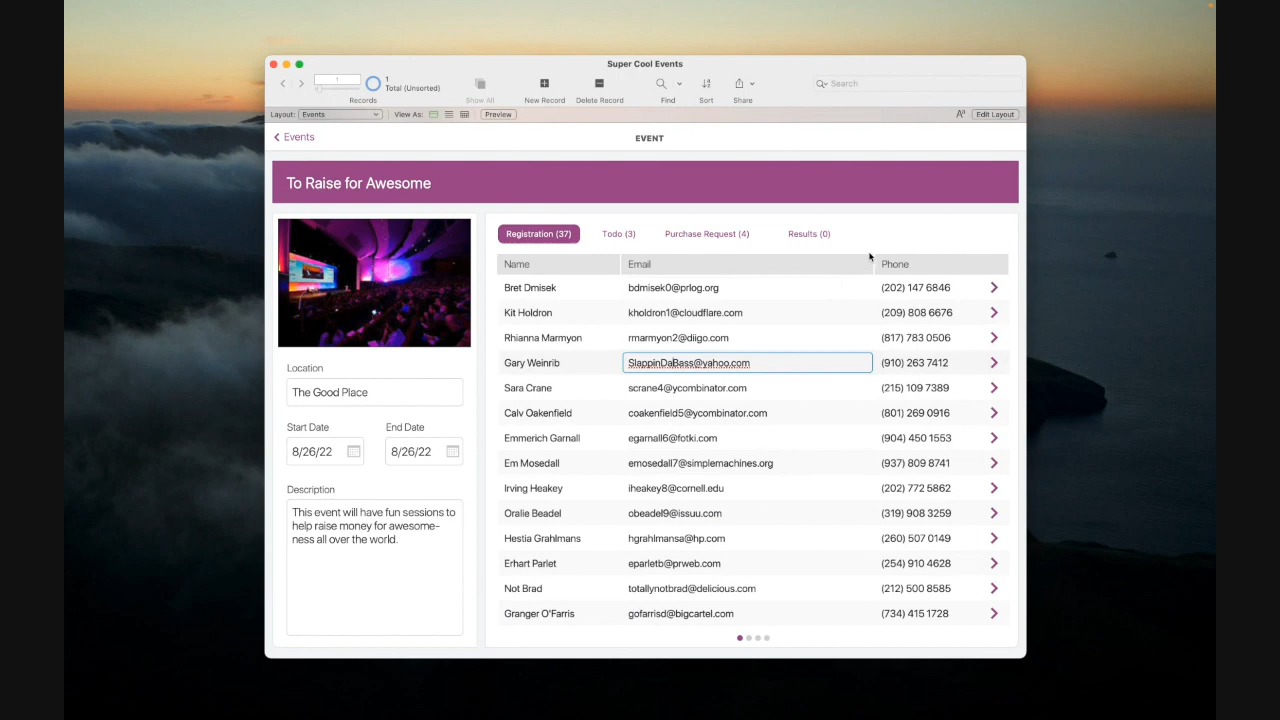 Super Cool Events
1
1
Total (Unsorted)
Records
Show All
New Record
Delete Record
Find
Sort
Share
Search
Layout: Events
View As:
Preview
Edit Layout
Events
EVENT
To Raise for Awesome
Location
The Good Place
Start Date
End Date
8/26/22
8/26/22
Description
This event will have fun sessions to
help raise money for awesome-
ness all over the world.
Registration (37) Todo (3) Purchase Request (4) Results (0)
Name Email Phone
Bret Dmisek bdmisek0@prlog.org (202) 147 6846
Kit Holdron kholdron1@cloudflare.com (209) 808 6676
Rhianna Marmyon rmarmyon2@diigo.com (817) 783 0506
Gary Weinrib SlappinDaBass@yahoo.com (910) 263 7412
Sara Crane scrane4@ycombinator.com (215) 109 7389
Calv Oakenfield coakenfield5@ycombinator.com (801) 269 0916
Emmerich Garnall egarnall6@fotki.com (904) 450 1553
Em Mosedall emosedall7@simplemachines.org (937) 809 8741
Irving Heakey iheakey8@cornell.edu (202) 772 5862
Oralie Beadel obeadel9@issuu.com (319) 908 3259
Hestia Grahlmans hgrahlmansa@hp.com (260) 507 0149
Erhart Parlet eparletb@prweb.com (254) 910 4628
Not Brad totallynotbrad@delicious.com (212) 500 8585
Granger O'Farris gofarrisd@bigcartel.com (734) 415 1728